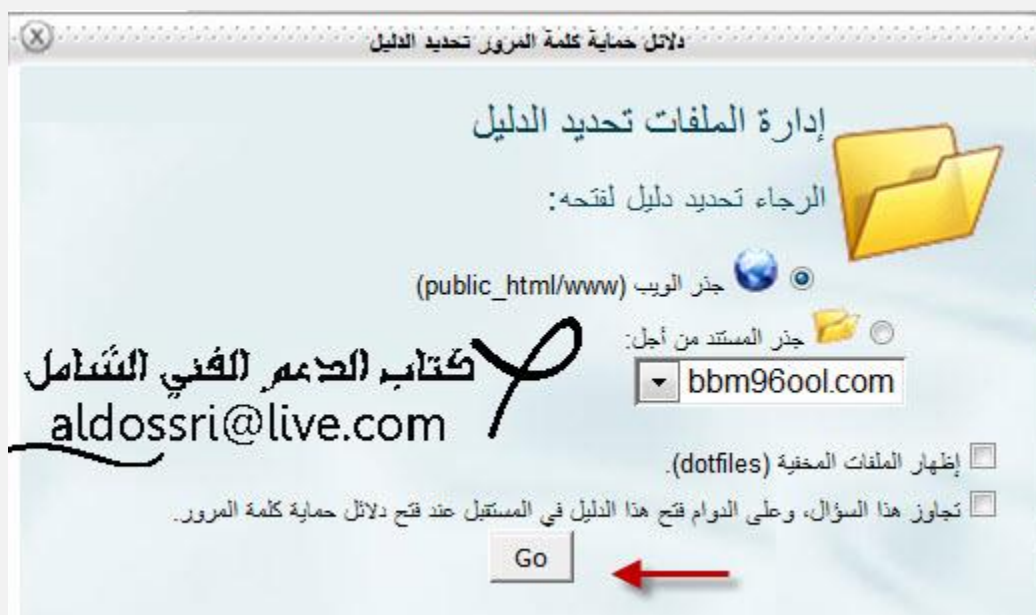 دلائل حماية كلمة المرور تحديد الدليل
إدارة الملفات تحديد الدليل
الرجاء تحديد دليل لفتحه:
جذر الويب (public_html/www)
جذر المستند من أجل:
bbm96ool.com
كتاب الدعم الفني الشامل
aldossri@live.com
إظهار الملفات المخفية (dotfiles).
تجاوز هذا السؤال، وعلى الدوام فتح هذا الدليل في المستقبل عند فتح دلائل حماية كلمة المرور.
Go